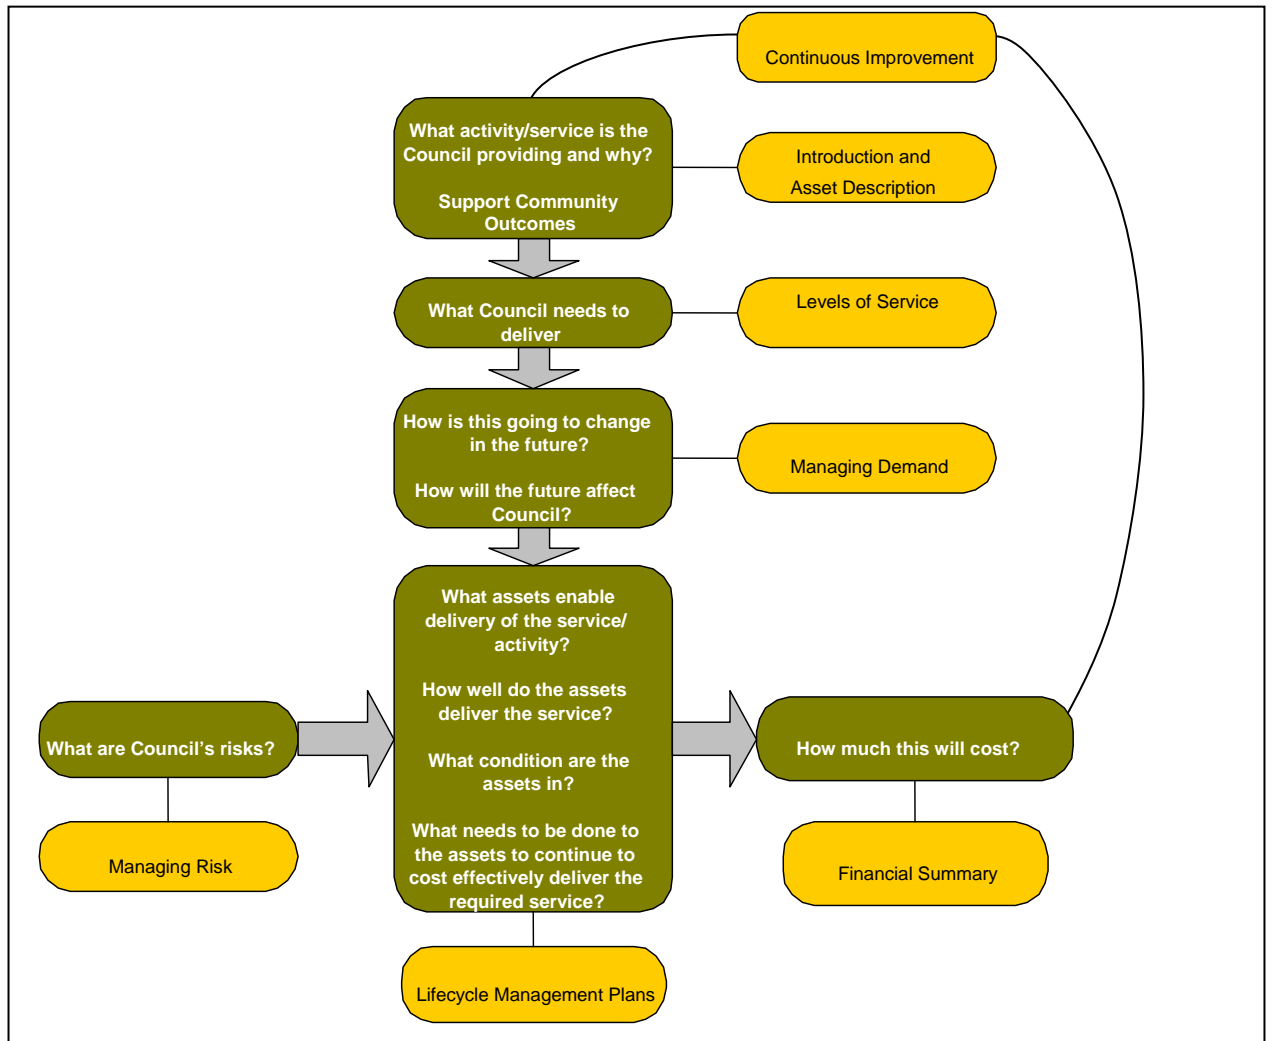 Continuous Improvement
What activity/service is the
Council providing and why?
Support Community
Outcomes
Introduction and
Asset Description
What Council needs to
deliver
Levels of Service
How is this going to change
in the future?
How will the future affect
Council?
Managing Demand
What assets enable
delivery of the service/
activity?
How well do the assets
deliver the service?
What condition are the
assets in?
What needs to be done to
the assets to continue to
cost effectively deliver the
required service?
What are Council’s risks?
How much this will cost?
Managing Risk
Financial Summary
Lifecycle Management Plans